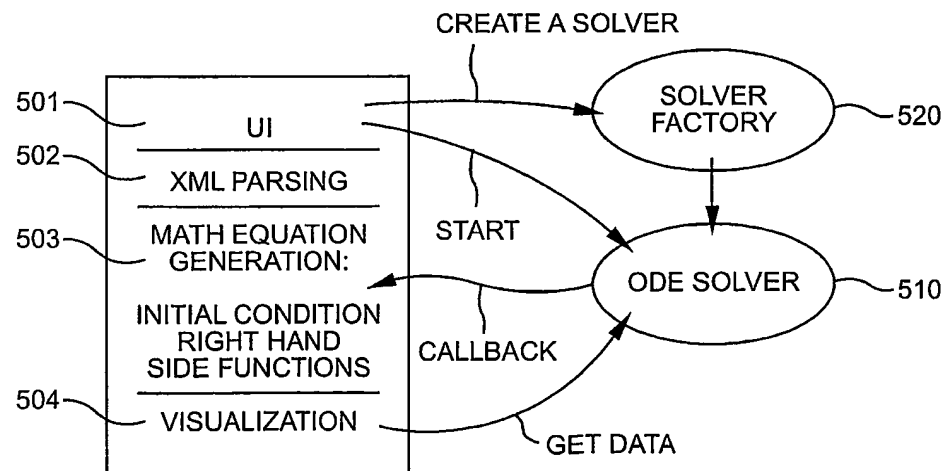 CREATE A SOLVER
501
UI
SOLVER
FACTORY
520
502
XML PARSING
START
503
MATH EQUATION
GENERATION:
ODE SOLVER
510
INITIAL CONDITION
RIGHT HAND
SIDE FUNCTIONS
CALLBACK
504
VISUALIZATION
GET DATA